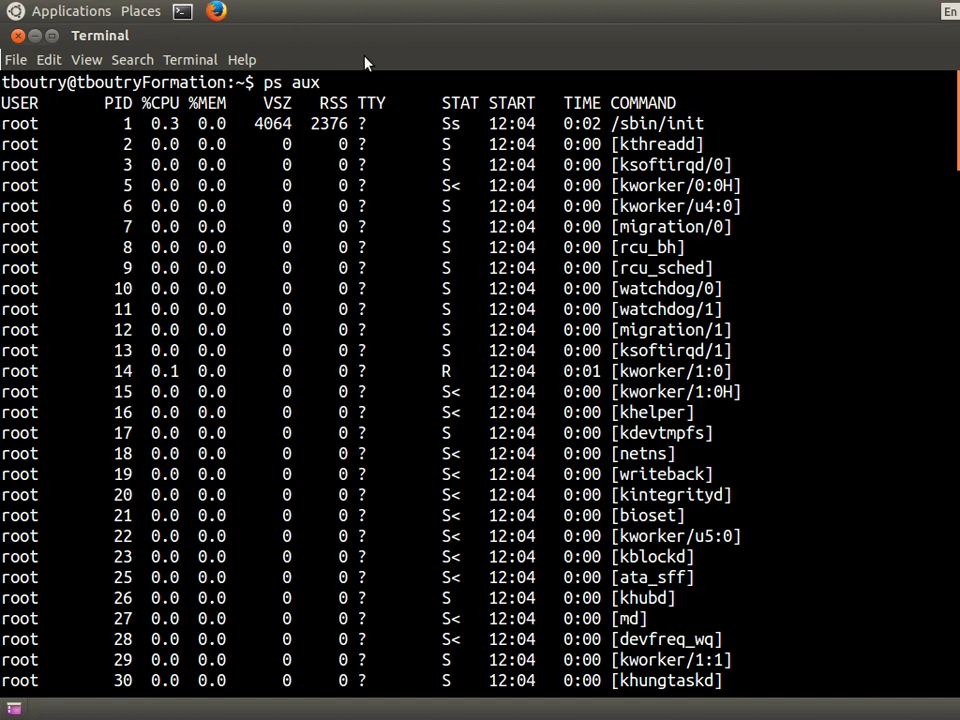 Applications Places
En
Terminal
File Edit View Search Terminal Help
tboutry@tboutryFormation:~$ ps aux
USER PID %CPU %MEM VSZ RSS TTY STAT START TIME COMMAND
root 1 0.3 0.0 4064 2376 ? Ss 12:04 0:02 /sbin/init
root 2 0.0 0.0 0 0 ? S 12:04 0:00 [kthreadd]
root 3 0.0 0.0 0 0 ? S 12:04 0:00 [ksoftirqd/0]
root 5 0.0 0.0 0 0 ? S< 12:04 0:00 [kworker/0:0H]
root 6 0.0 0.0 0 0 ? S 12:04 0:00 [kworker/u4:0]
root 7 0.0 0.0 0 0 ? S 12:04 0:00 [migration/0]
root 8 0.0 0.0 0 0 ? S 12:04 0:00 [rcu_bh]
root 9 0.0 0.0 0 0 ? S 12:04 0:00 [rcu_sched]
root 10 0.0 0.0 0 0 ? S 12:04 0:00 [watchdog/0]
root 11 0.0 0.0 0 0 ? S 12:04 0:00 [watchdog/1]
root 12 0.0 0.0 0 0 ? S 12:04 0:00 [migration/1]
root 13 0.0 0.0 0 0 ? S 12:04 0:00 [ksoftirqd/1]
root 14 0.1 0.0 0 0 ? R 12:04 0:01 [kworker/1:0]
root 15 0.0 0.0 0 0 ? S< 12:04 0:00 [kworker/1:0H]
root 16 0.0 0.0 0 0 ? S< 12:04 0:00 [khelper]
root 17 0.0 0.0 0 0 ? S 12:04 0:00 [kdevtmpfs]
root 18 0.0 0.0 0 0 ? S< 12:04 0:00 [netns]
root 19 0.0 0.0 0 0 ? S< 12:04 0:00 [writeback]
root 20 0.0 0.0 0 0 ? S< 12:04 0:00 [kintegrityd]
root 21 0.0 0.0 0 0 ? S< 12:04 0:00 [bioset]
root 22 0.0 0.0 0 0 ? S< 12:04 0:00 [kworker/u5:0]
root 23 0.0 0.0 0 0 ? S< 12:04 0:00 [kblockd]
root 25 0.0 0.0 0 0 ? S< 12:04 0:00 [ata_sff]
root 26 0.0 0.0 0 0 ? S 12:04 0:00 [khubd]
root 27 0.0 0.0 0 0 ? S< 12:04 0:00 [md]
root 28 0.0 0.0 0 0 ? S< 12:04 0:00 [devfreq_wq]
root 29 0.0 0.0 0 0 ? S 12:04 0:00 [kworker/1:1]
root 30 0.0 0.0 0 0 ? S 12:04 0:00 [khungtaskd]